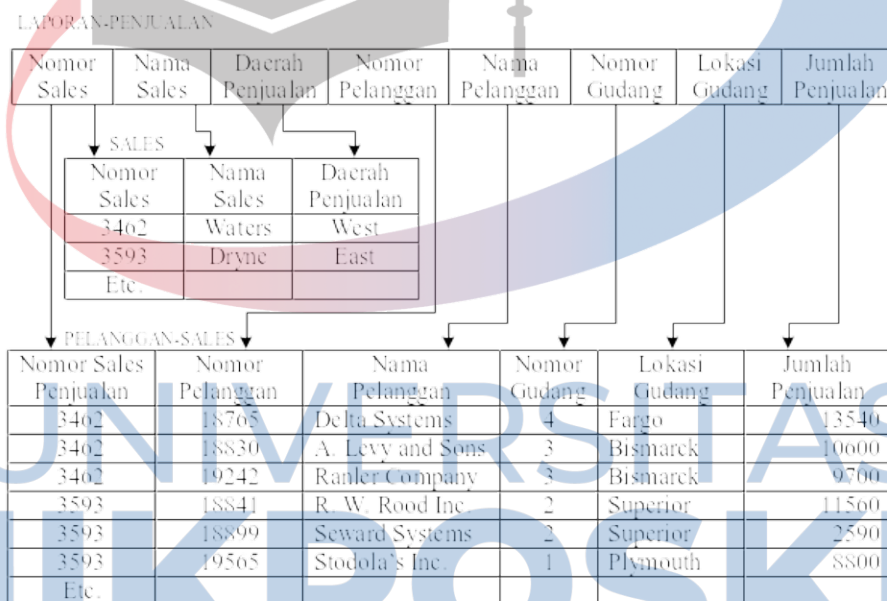 LAPORAN-PENJUALAN
Nomor Sales Nama Sales Daerah Penjualan Nomor Pelanggan Nama Pelanggan Nomor Gudang Lokasi Gudang Jumlah Penjualan
SALES
Nomor Sales Nama Sales Daerah Penjualan
3462 Waters West
3593 Dryne East
Etc.
PELANGGAN-SALES
Nomor Sales Penjualan Nomor Pelanggan Nama Pelanggan Nomor Gudang Lokasi Gudang Jumlah Penjualan
3462 18765 Delta Systems 4 Fargo 13540
3462 18830 A. Levy and Sons 3 Bismarck 10600
3462 19242 Ranler Company 3 Bismarck 9700
3593 18841 R. W. Rood Inc. 2 Superior 11560
3593 18899 Seward Systems 2 Superior 2590
3593 19565 Stodola's Inc. 1 Plymouth 8800
Etc.
UNIVERSITAS
MIKROSKIL